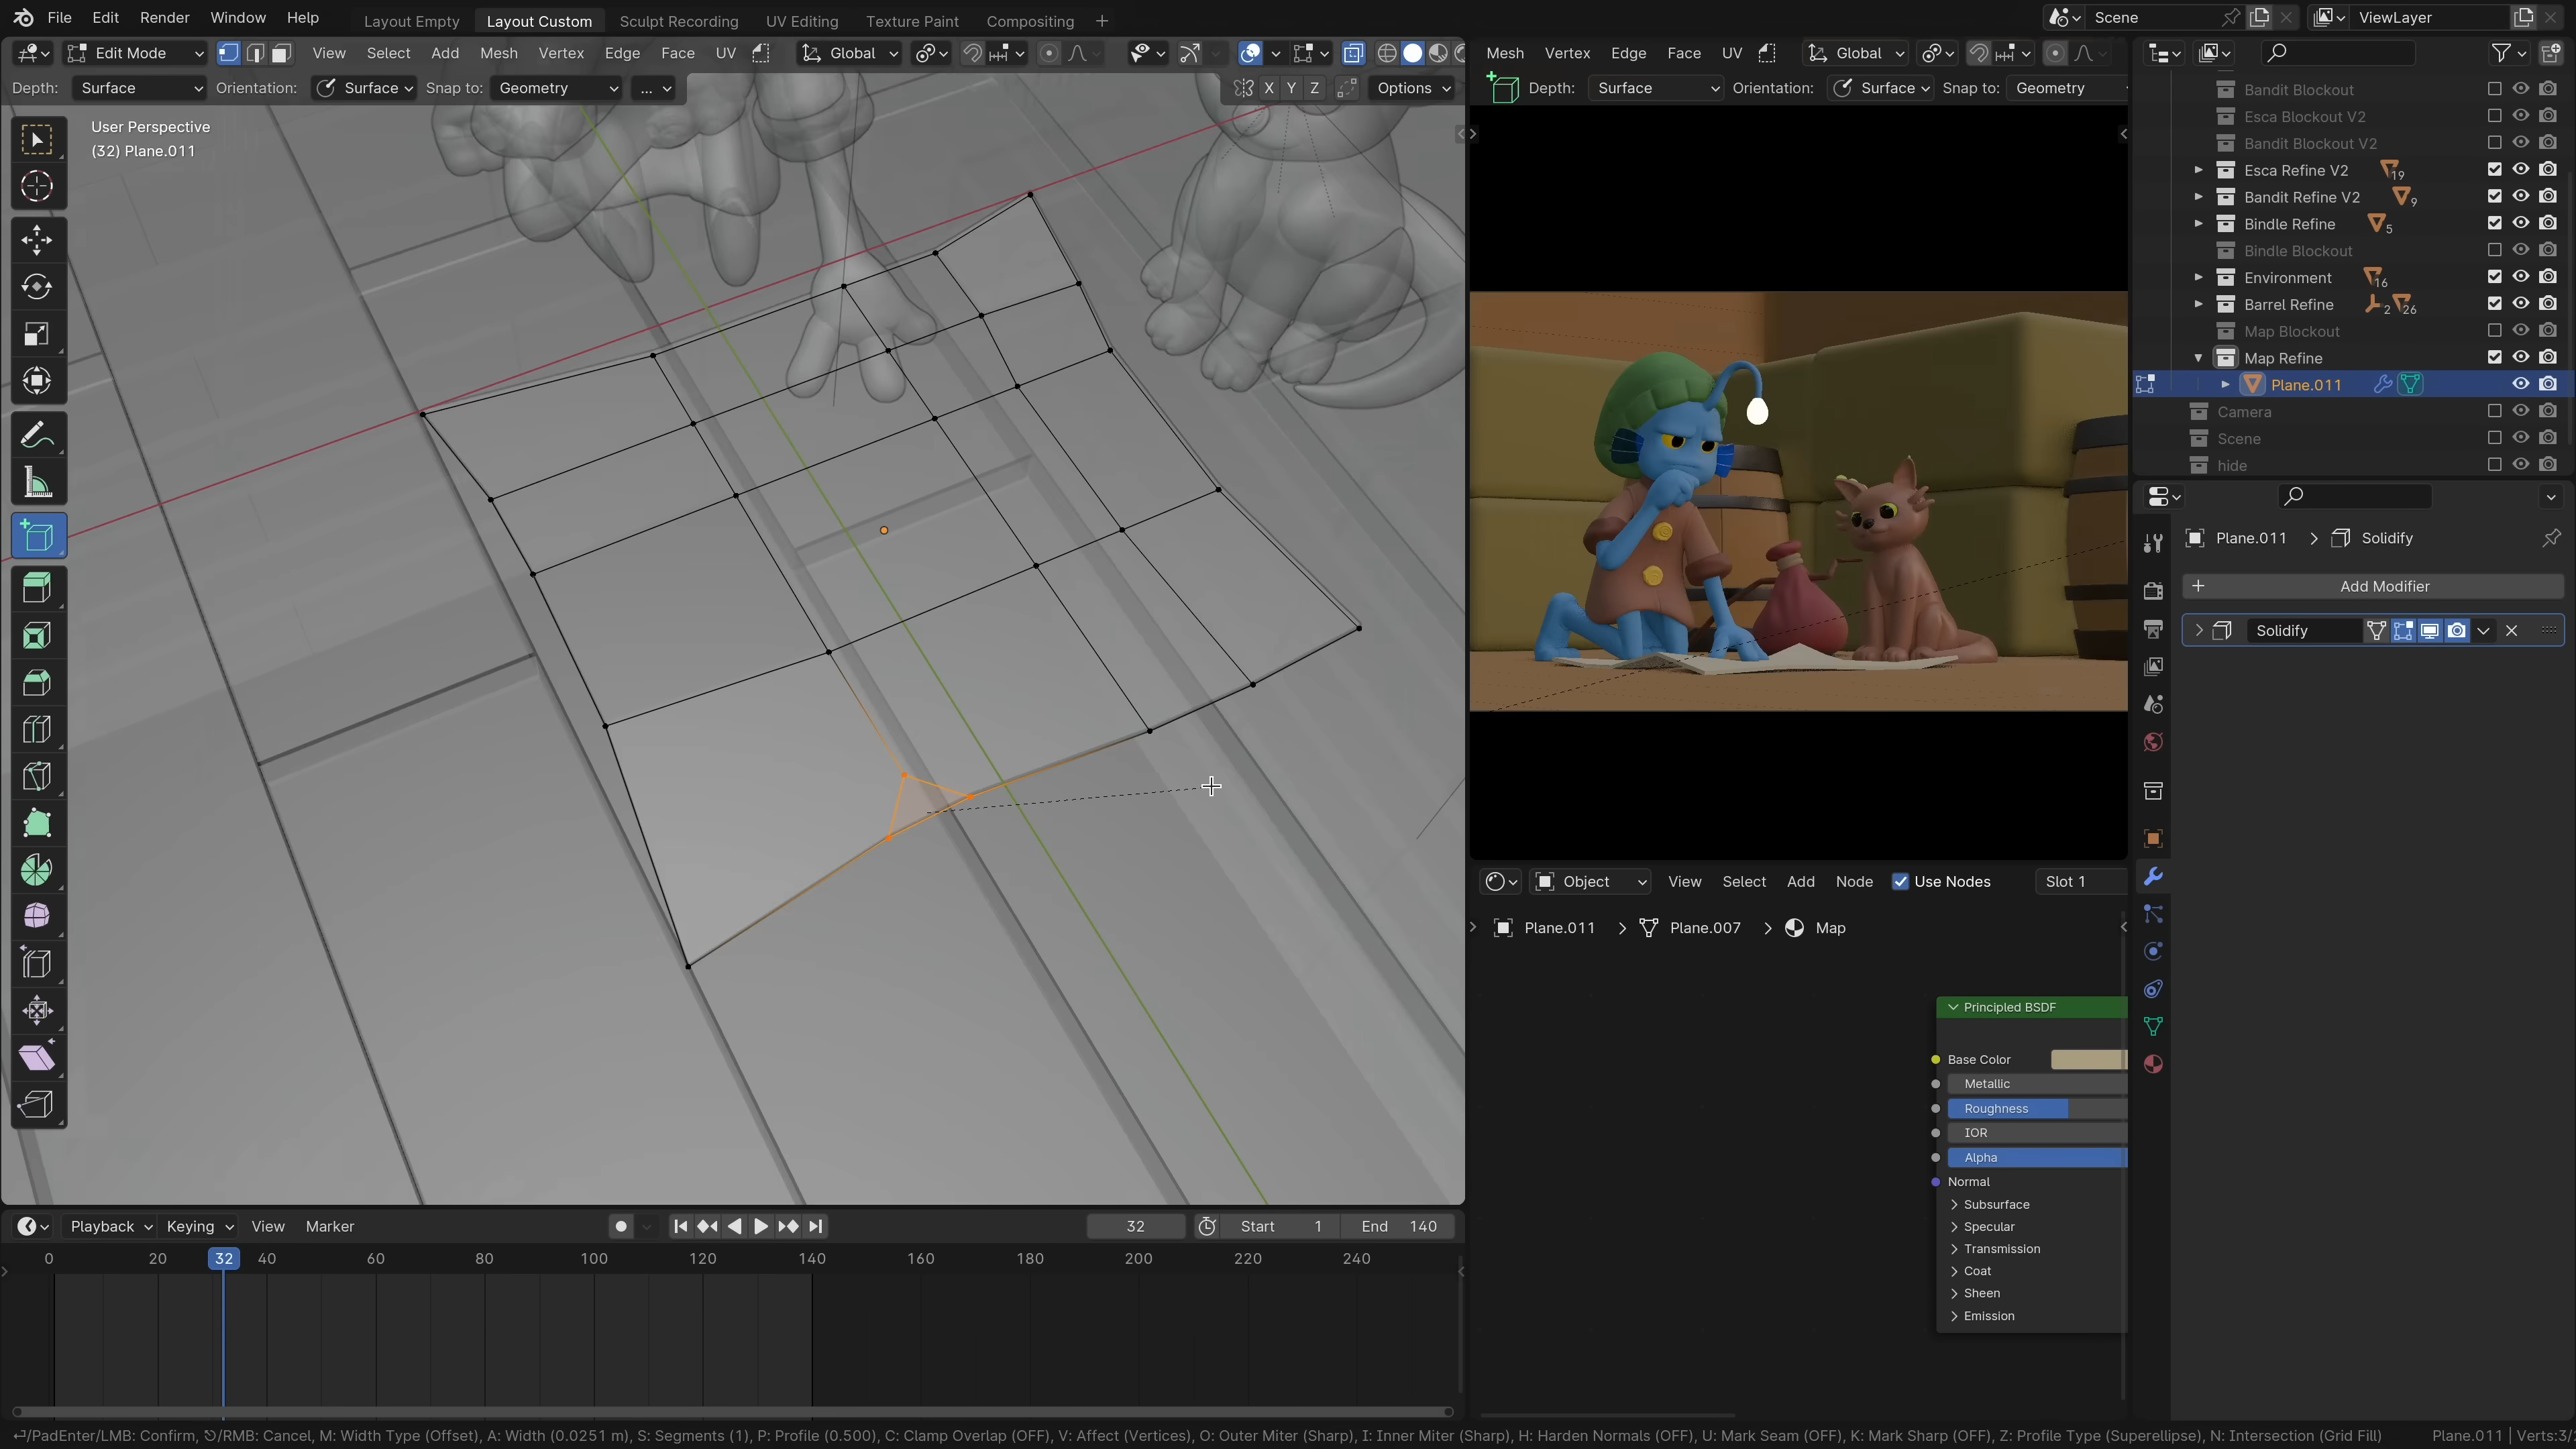 File Edit Render Window Help Layout Empty Layout Custom Sculpt Recording UV Editing Texture Paint Compositing Scene ViewLayer
Edit Mode View Select Add Mesh Vertex Edge Face UV Global
Mesh Vertex Edge Face UV Global
Depth: Surface Orientation: Surface Snap to: Geometry ... X Y Z Options
Depth: Surface Orientation: Surface Snap to: Geometry
User Perspective
(32) Plane.011
Bandit Blockout
Esca Blockout V2
Bandit Blockout V2
Esca Refine V2 19
Bandit Refine V2 9
Bindle Refine 5
Bindle Blockout
Environment 16
Barrel Refine 2 26
Map Blockout
Map Refine
Plane.011
Camera
Scene
hide
Plane.011 > Solidify
Add Modifier
Solidify
Object View Select Add Node Use Nodes Slot 1
Plane.011 > Plane.007 > Map
Principled BSDF
Base Color
Metallic
Roughness
IOR
Alpha
Normal
Subsurface
Specular
Transmission
Coat
Sheen
Emission
Playback Keying View Marker 32 Start 1 End 140
0 20 32 40 60 80 100 120 140 160 180 200 220 240
/PadEnter/LMB: Confirm, /RMB: Cancel, M: Width Type (Offset), A: Width (0.0251 m), S: Segments (1), P: Profile (0.500), C: Clamp Overlap (OFF), V: Affect (Vertices), O: Outer Miter (Sharp), I: Inner Miter (Sharp), H: Harden Normals (OFF), U: Mark Seam (OFF), K: Mark Sharp (OFF), Z: Profile Type (Superellipse), N: Intersection (Grid Fill) Plane.011 | Verts:3/